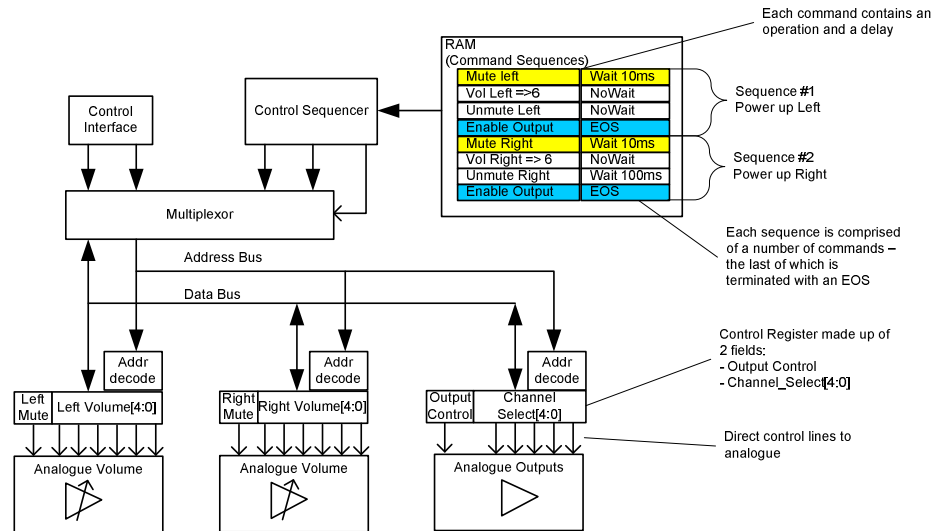 Each command contains an
operation and a delay
RAM
(Command Sequences)
Mute left Wait 10ms
Vol Left =>6 NoWait
Unmute Left NoWait
Enable Output EOS
Mute Right Wait 10ms
Vol Right => 6 NoWait
Unmute Right Wait 100ms
Enable Output EOS
Sequence #1
Power up Left
Sequence #2
Power up Right
Control
Interface
Control Sequencer
Multiplexor
Each sequence is comprised
of a number of commands –
the last of which is
terminated with an EOS
Address Bus
Data Bus
Addr
decode
Addr
decode
Addr
decode
Control Register made up of
2 fields:
- Output Control
- Channel_Select[4:0]
Left
Mute
Left Volume[4:0]
Right
Mute
Right Volume[4:0]
Output
Control
Channel
Select[4:0]
Direct control lines to
analogue
Analogue Volume
Analogue Volume
Analogue Outputs